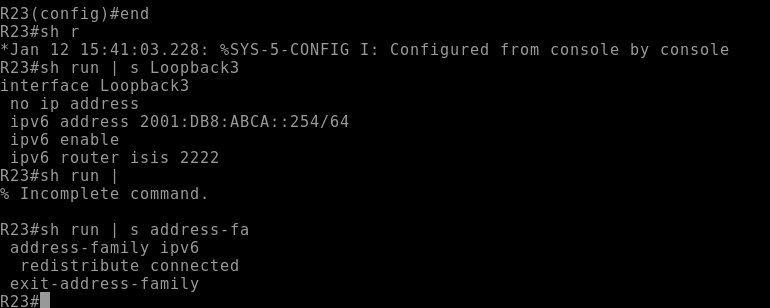 R23(config)#end
R23#sh r
*Jan 12 15:41:03.228: %SYS-5-CONFIG I: Configured from console by console
R23#sh run | s Loopback3
interface Loopback3
 no ip address
 ipv6 address 2001:DB8:ABCA::254/64
 ipv6 enable
 ipv6 router isis 2222
R23#sh run |
% Incomplete command.

R23#sh run | s address-fa
 address-family ipv6
  redistribute connected
 exit-address-family
R23#